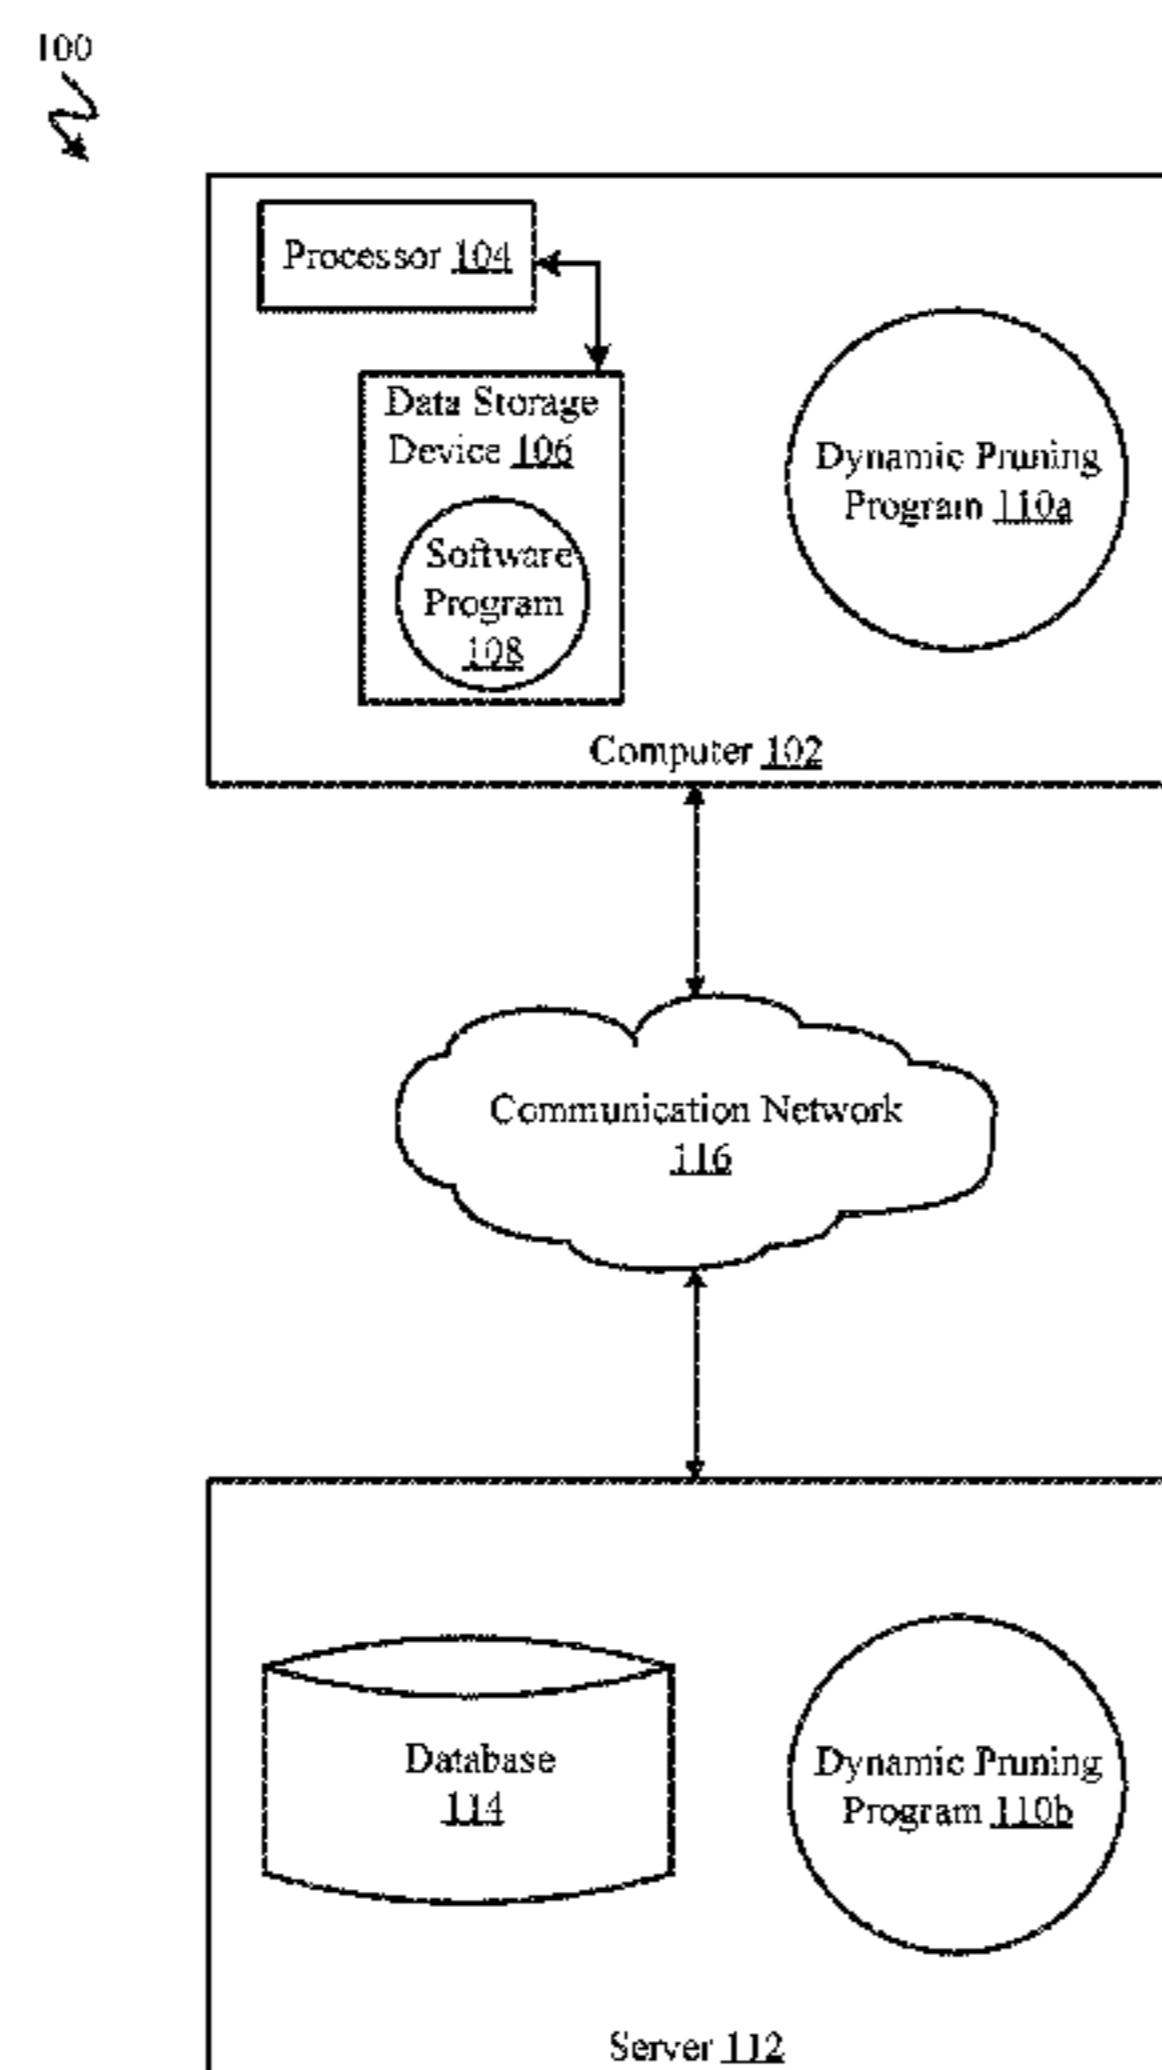 100
Processor 104
Data Storage
Device 106
Software
Program
108
Dynamic Pruning
Program 110a
Computer 102
Communication Network
116
Database
114
Dynamic Pruning
Program 110b
Server 112